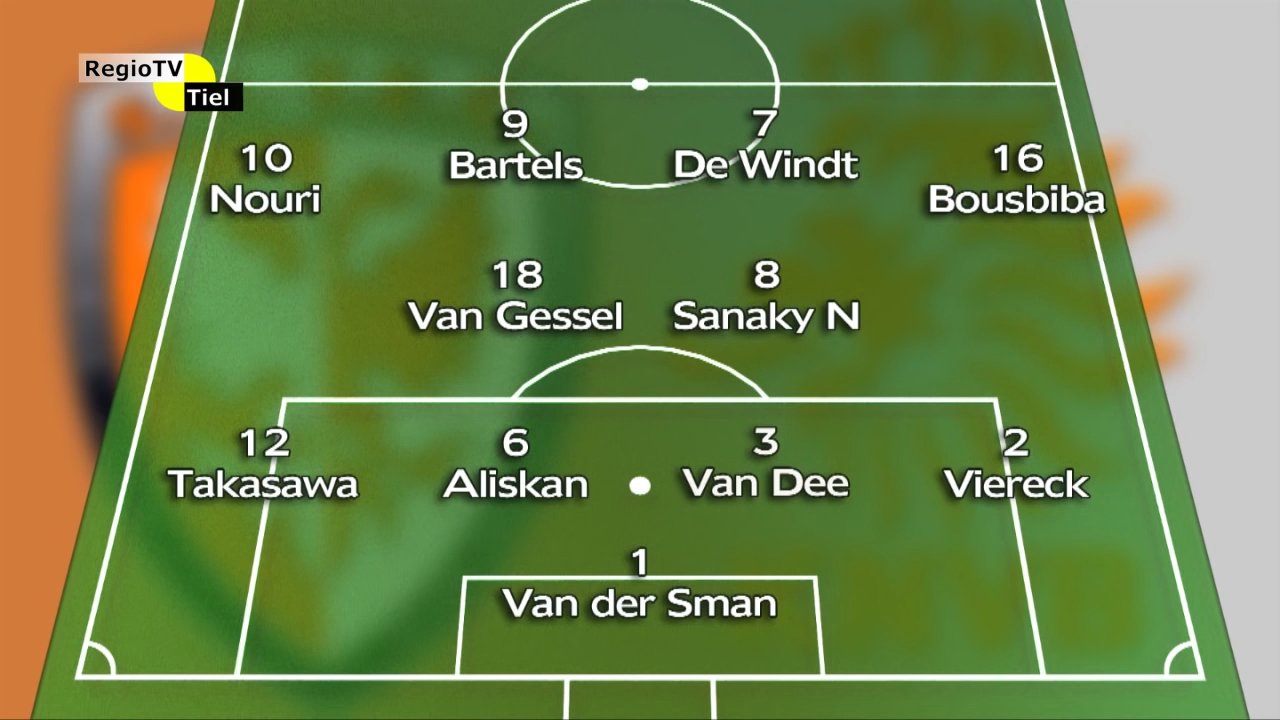 RegioTV
Tiel
9
Bartels
7
De Windt
10
Nouri
16
Bousbiba
18
Van Gessel
8
Sanaky N
12
Takasawa
6
Aliskan
3
Van Dee
2
Viereck
1
Van der Sman